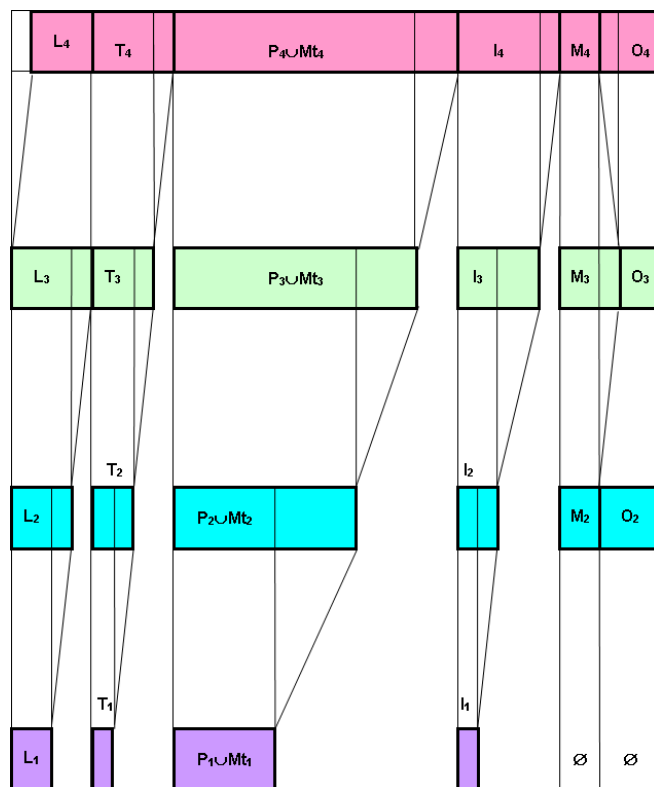 L₄ T₄ P₄∪Mt₄ I₄ M₄ O₄
L₃ T₃ P₃∪Mt₃ I₃ M₃ O₃
T₂ I₂
L₂ P₂∪Mt₂ M₂ O₂
T₁ I₁
L₁ P₁∪Mt₁ ∅ ∅